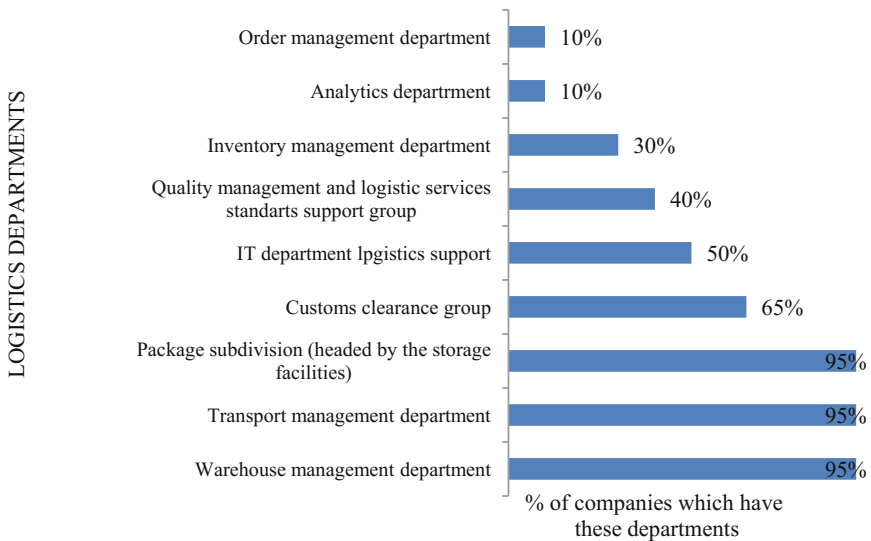 LOGISTICS DEPARTMENTS
Order management department
10%
Analytics departrment
10%
Inventory management department
30%
Quality management and logistic services
standarts support group
40%
IT department lpgistics support
50%
Customs clearance group
65%
Package subdivision (headed by the storage
facilities)
95%
Transport management department
95%
Warehouse management department
95%
% of companies which have
these departments